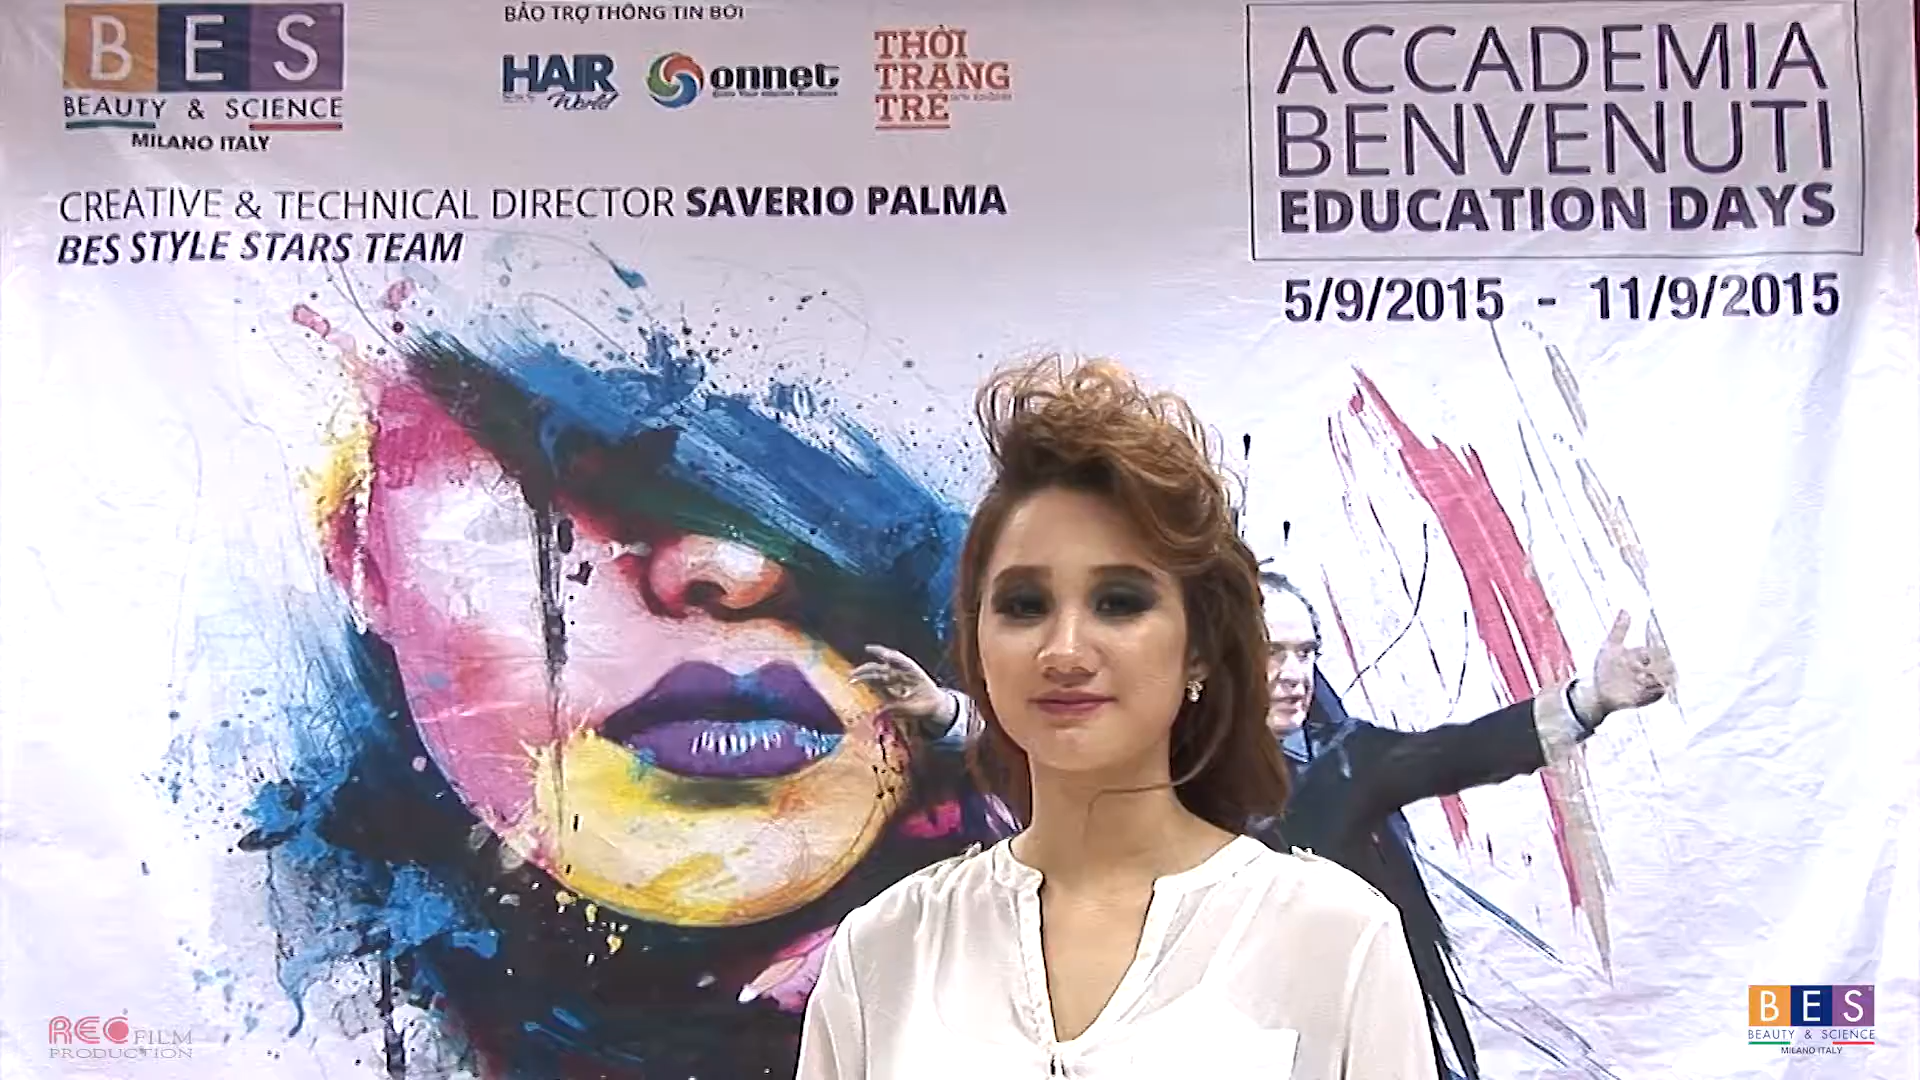 BES
BEAUTY & SCIENCE
MILANO ITALY
BẢO TRỢ THÔNG TIN BỞI
HAIR
World
onnet
THỜI
TRANG
TRẺ
ACCADEMIA
BENVENUTI
EDUCATION DAYS
5/9/2015 - 11/9/2015
CREATIVE & TECHNICAL DIRECTOR SAVERIO PALMA
BES STYLE STARS TEAM
REC FILM
PRODUCTION
BES
BEAUTY & SCIENCE
MILANO ITALY